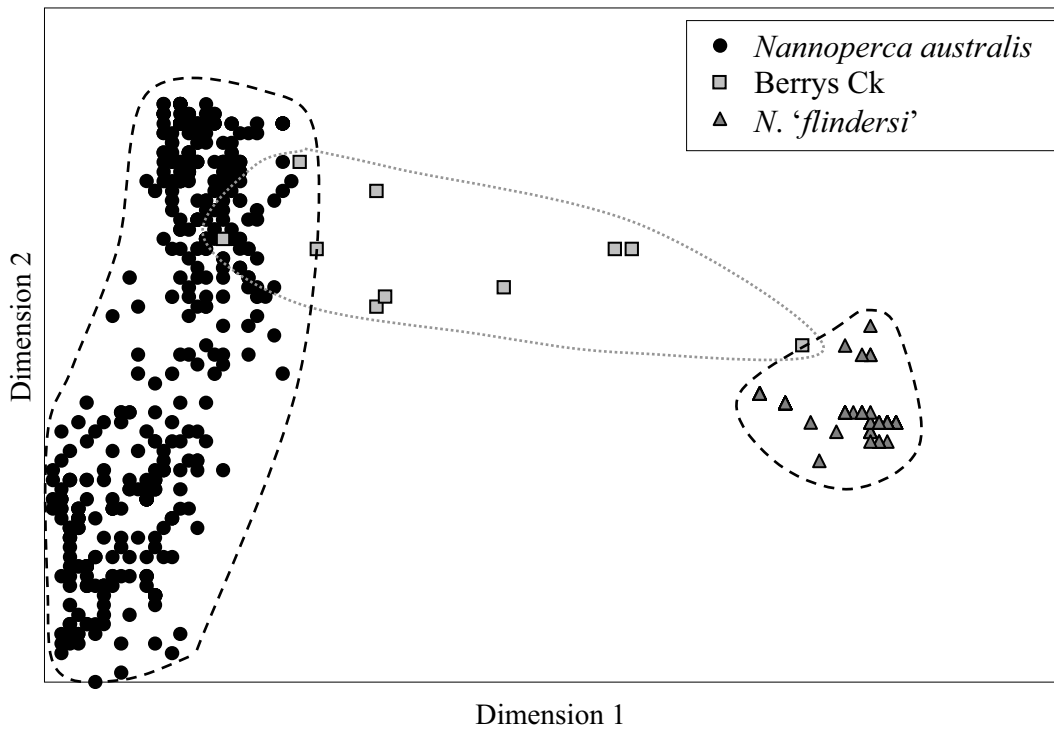 Nannoperca australis
Berrys Ck
N. ‘flindersi’
Dimension 2
Dimension 1